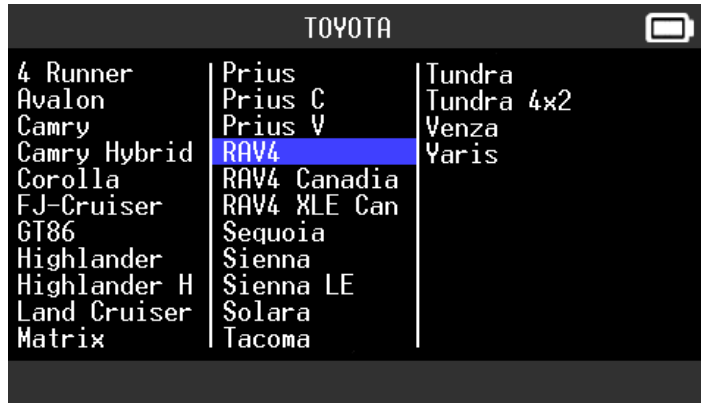 TOYOTA
4 Runner
Avalon
Camry
Camry Hybrid
Corolla
FJ-Cruiser
GT86
Highlander
Highlander H
Land Cruiser
Matrix
Prius
Prius C
Prius V
RAV4
RAV4 Canadia
RAV4 XLE Can
Sequoia
Sienna
Sienna LE
Solara
Tacoma
Tundra
Tundra 4x2
Venza
Yaris